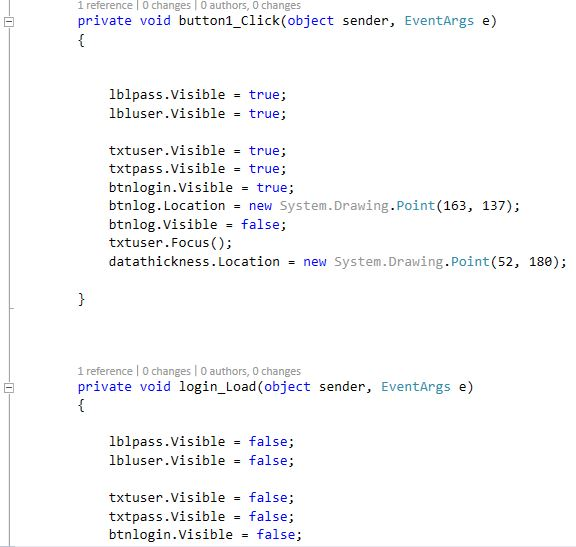 1 reference | 0 changes | 0 authors, 0 changes
private void button1_Click(object sender, EventArgs e)
{
lblpass.Visible = true;
lbluser.Visible = true;
txtuser.Visible = true;
txtpass.Visible = true;
btnlogin.Visible = true;
btnlog.Location = new System.Drawing.Point(163, 137);
btnlog.Visible = false;
txtuser.Focus();
datathickness.Location = new System.Drawing.Point(52, 180);
}
1 reference | 0 changes | 0 authors, 0 changes
private void login_Load(object sender, EventArgs e)
{
lblpass.Visible = false;
lbluser.Visible = false;
txtuser.Visible = false;
txtpass.Visible = false;
btnlogin.Visible = false;